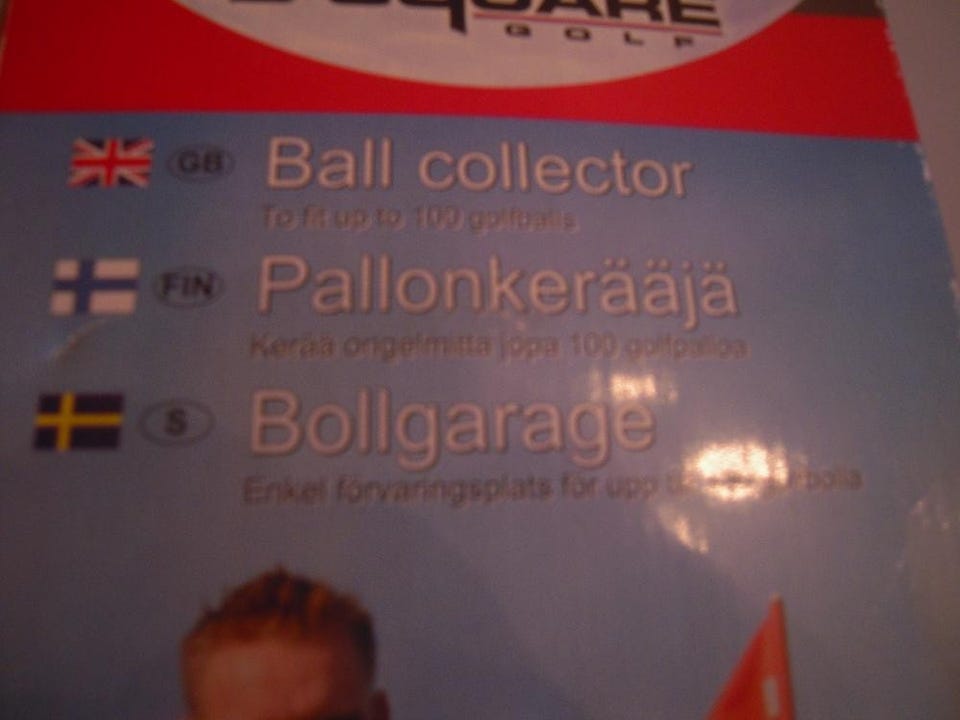 SQUARE
GOLF
GB Ball collector
To fit up to 100 golfballs
FIN Pallonkerääjä
Kerää ongelmitta jopa 100 golfpalloa
S Bollgarage
Enkel förvaringsplats för upp